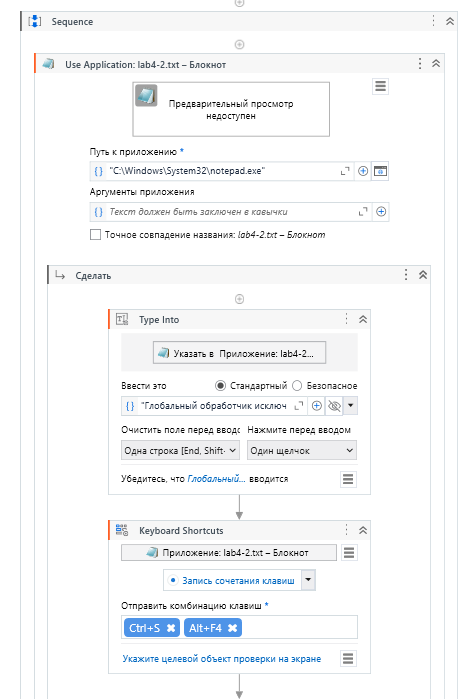 Sequence
Use Application: lab4-2.txt – Блокнот
Предварительный просмотр
недоступен
Путь к приложению *
{ } "C:\Windows\System32\notepad.exe"
Аргументы приложения
{ } Текст должен быть заключен в кавычки
Точное совпадение названия: lab4-2.txt – Блокнот
Сделать
Type Into
Указать в Приложение: lab4-2...
Ввести это
Стандартный
Безопасное
{ } "Глобальный обработчик исключ
Очистить поле перед вводо
Нажмите перед вводом
Одна строка [End, Shift-
Один щелчок
Убедитесь, что Глобальный... вводится
Keyboard Shortcuts
Приложение: lab4-2.txt – Блокнот
Запись сочетания клавиш
Отправить комбинацию клавиш *
Ctrl+S
Alt+F4
Укажите целевой объект проверки на экране